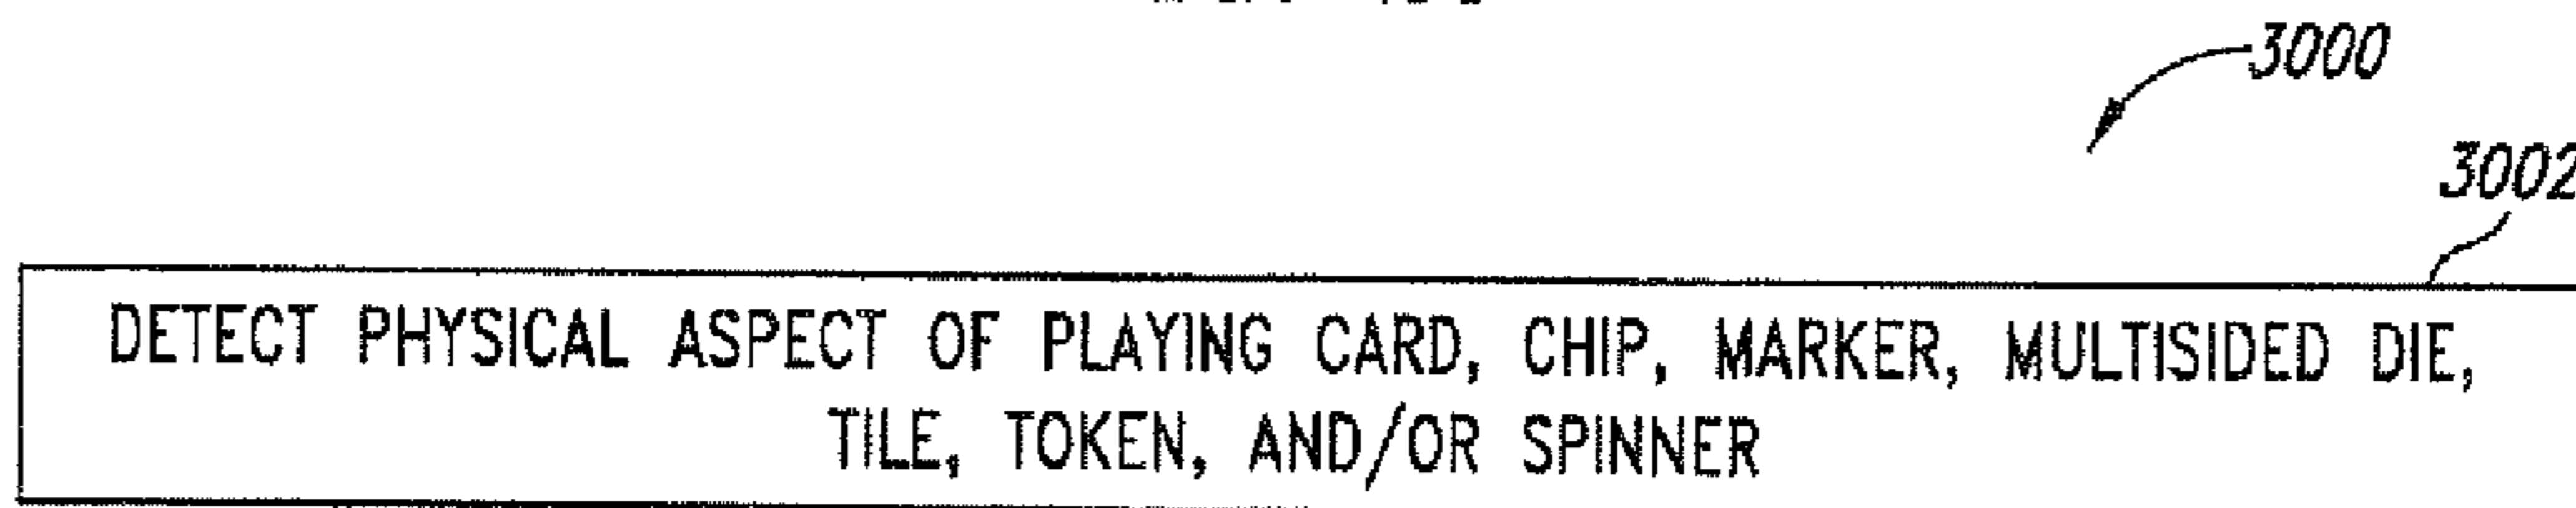 3000
3002
DETECT PHYSICAL ASPECT OF PLAYING CARD, CHIP, MARKER, MULTISIDED DIE,
TILE, TOKEN, AND/OR SPINNER